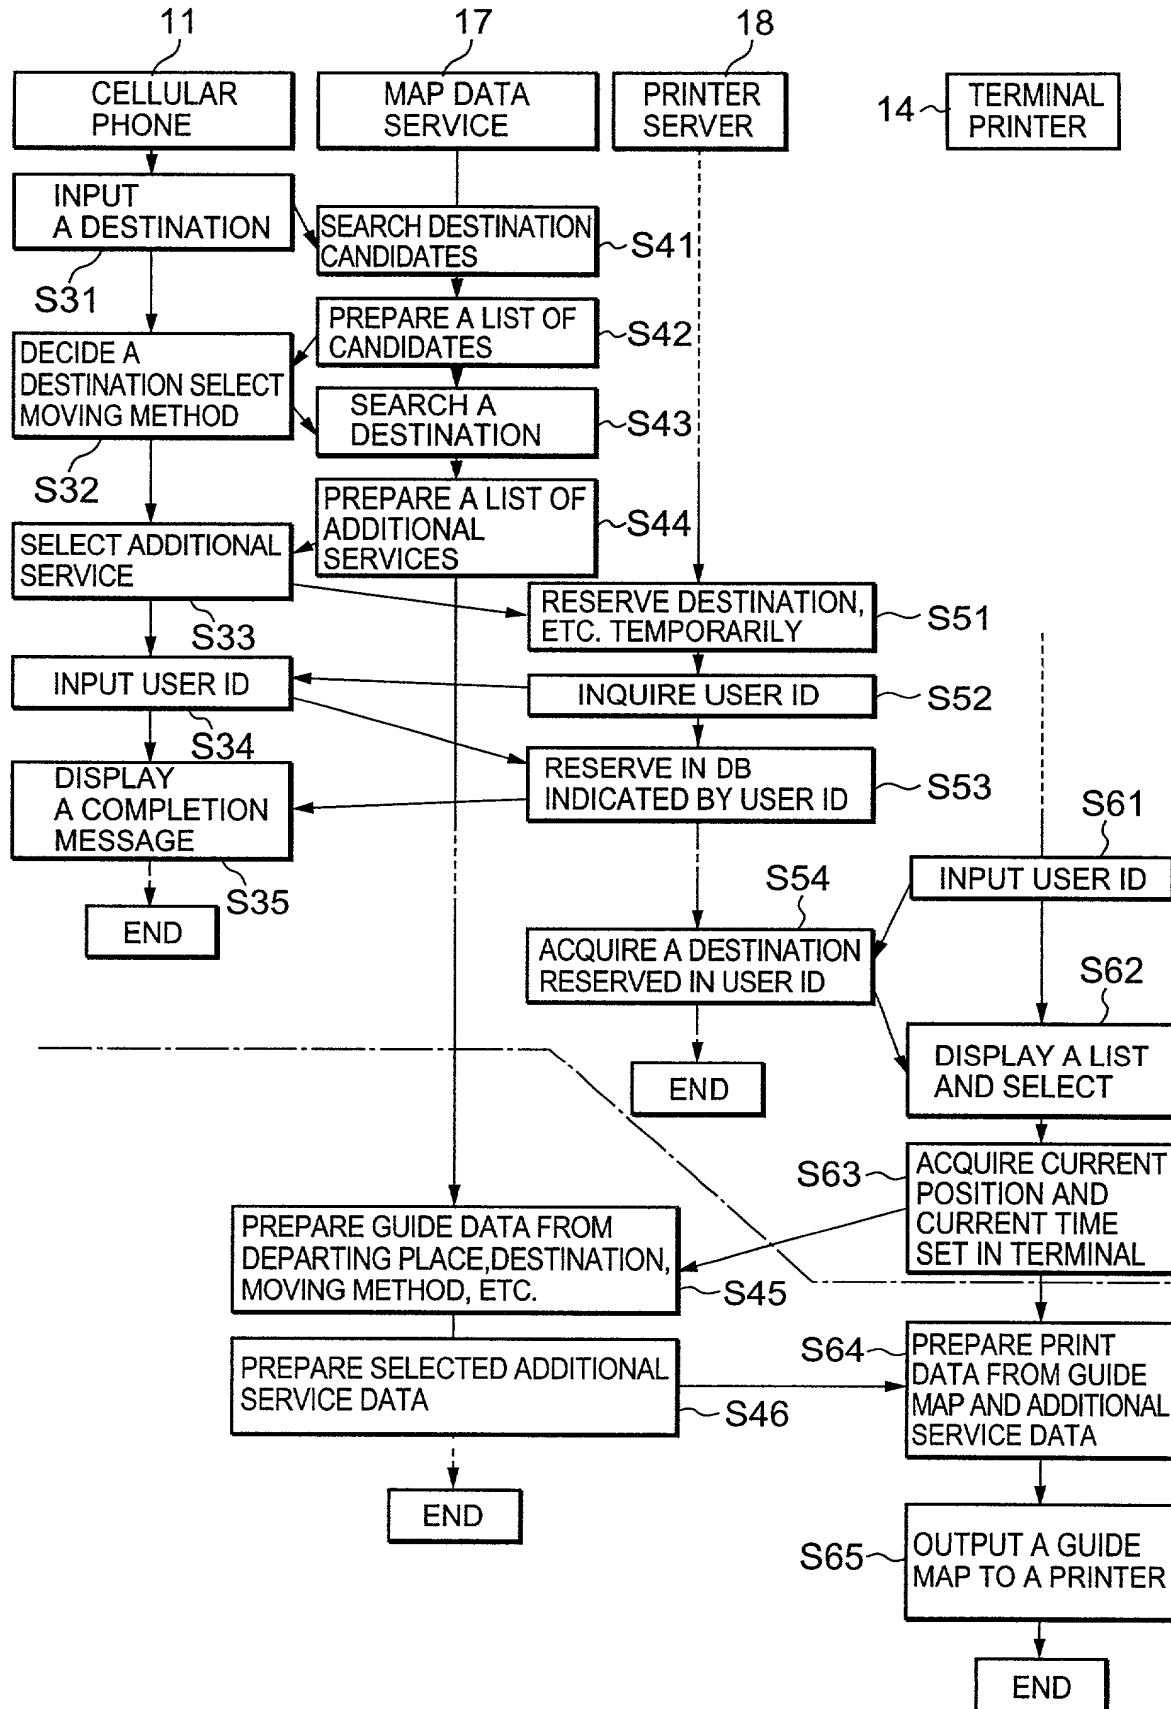 11
17
18
CELLULAR
PHONE
MAP DATA
SERVICE
PRINTER
SERVER
14
TERMINAL
PRINTER
INPUT
A DESTINATION
S31
SEARCH DESTINATION
CANDIDATES
S41
PREPARE A LIST OF
CANDIDATES
S42
DECIDE A
DESTINATION SELECT
MOVING METHOD
S32
SEARCH A
DESTINATION
S43
PREPARE A LIST OF
ADDITIONAL
SERVICES
S44
SELECT ADDITIONAL
SERVICE
S33
RESERVE DESTINATION,
ETC. TEMPORARILY
S51
INPUT USER ID
S34
INQUIRE USER ID
S52
RESERVE IN DB
INDICATED BY USER ID
S53
DISPLAY
A COMPLETION
MESSAGE
S35
END
S61
INPUT USER ID
S54
ACQUIRE A DESTINATION
RESERVED IN USER ID
END
S62
DISPLAY A LIST
AND SELECT
S63
ACQUIRE CURRENT
POSITION AND
CURRENT TIME
SET IN TERMINAL
PREPARE GUIDE DATA FROM
DEPARTING PLACE,DESTINATION,
MOVING METHOD, ETC.
S45
PREPARE SELECTED ADDITIONAL
SERVICE DATA
S46
END
S64
PREPARE PRINT
DATA FROM GUIDE
MAP AND ADDITIONAL
SERVICE DATA
S65
OUTPUT A GUIDE
MAP TO A PRINTER
END